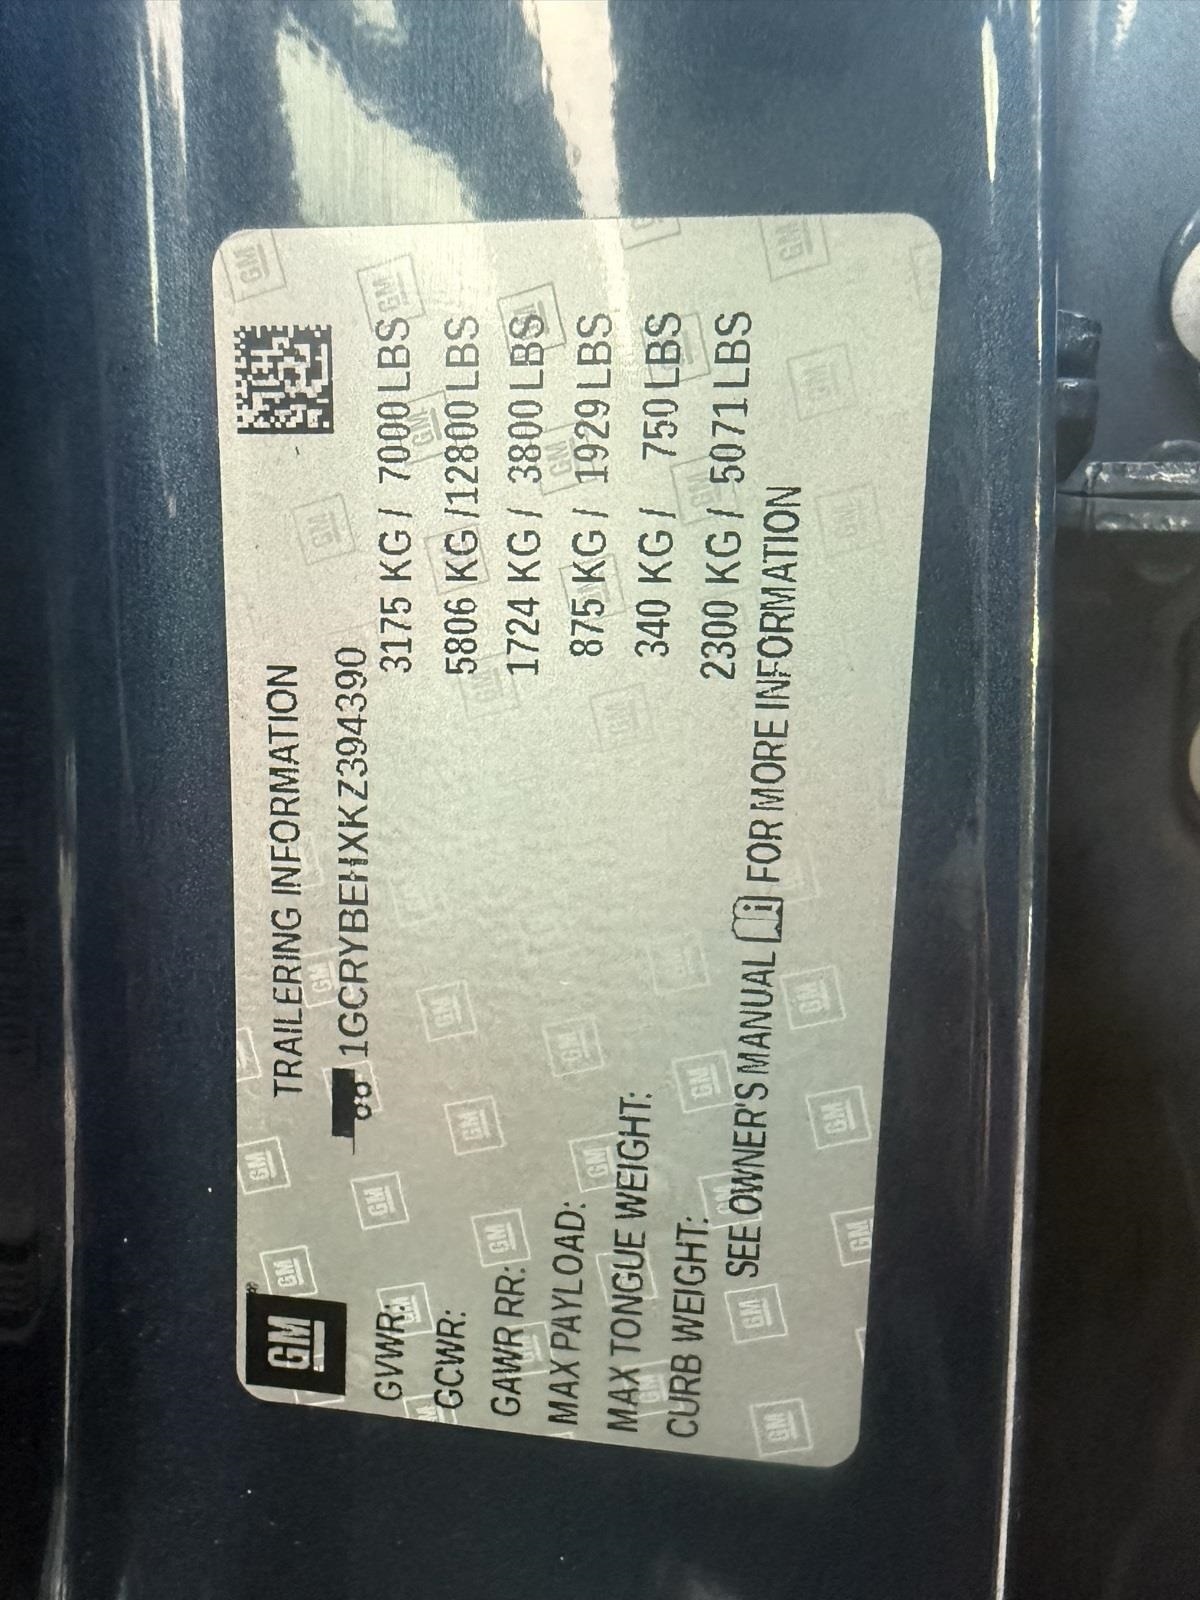 GM
TRAILERING INFORMATION
1GCRYBEHXKZ394390
GVWR: 3175 KG / 7000 LBS
GCWR: 5806 KG /12800 LBS
GAWR RR: 1724 KG / 3800 LBS
MAX PAYLOAD: 875 KG / 1929 LBS
MAX TONGUE WEIGHT: 340 KG / 750 LBS
CURB WEIGHT: 2300 KG / 5071 LBS
SEE OWNER'S MANUAL FOR MORE INFORMATION